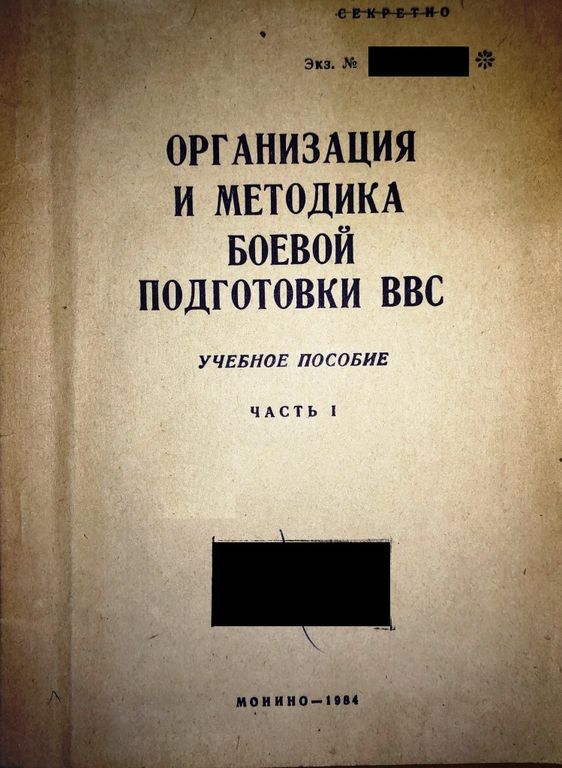 СЕКРЕТНО
Экз. №
ОРГАНИЗАЦИЯ
И МЕТОДИКА
БОЕВОЙ
ПОДГОТОВКИ ВВС
УЧЕБНОЕ ПОСОБИЕ
ЧАСТЬ I
МОНИНО—1984